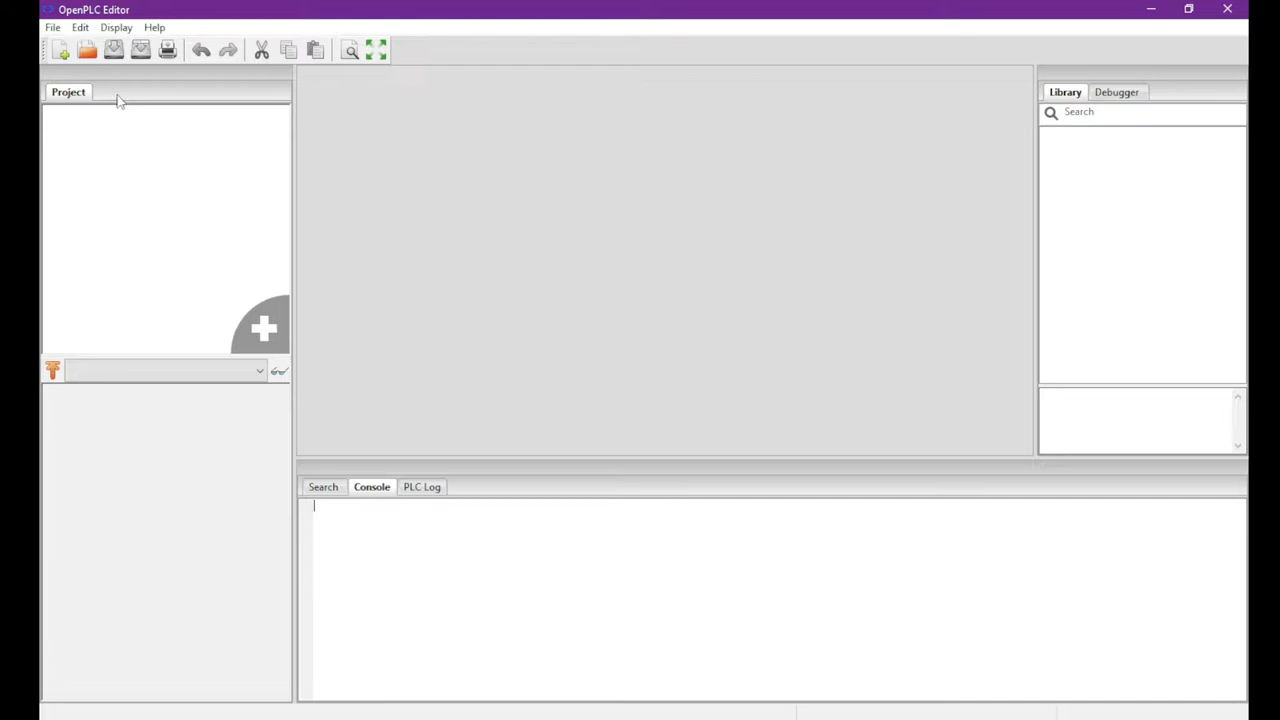 OpenPLC Editor
File Edit Display Help
Project
Library Debugger
Search
Search Console PLC Log